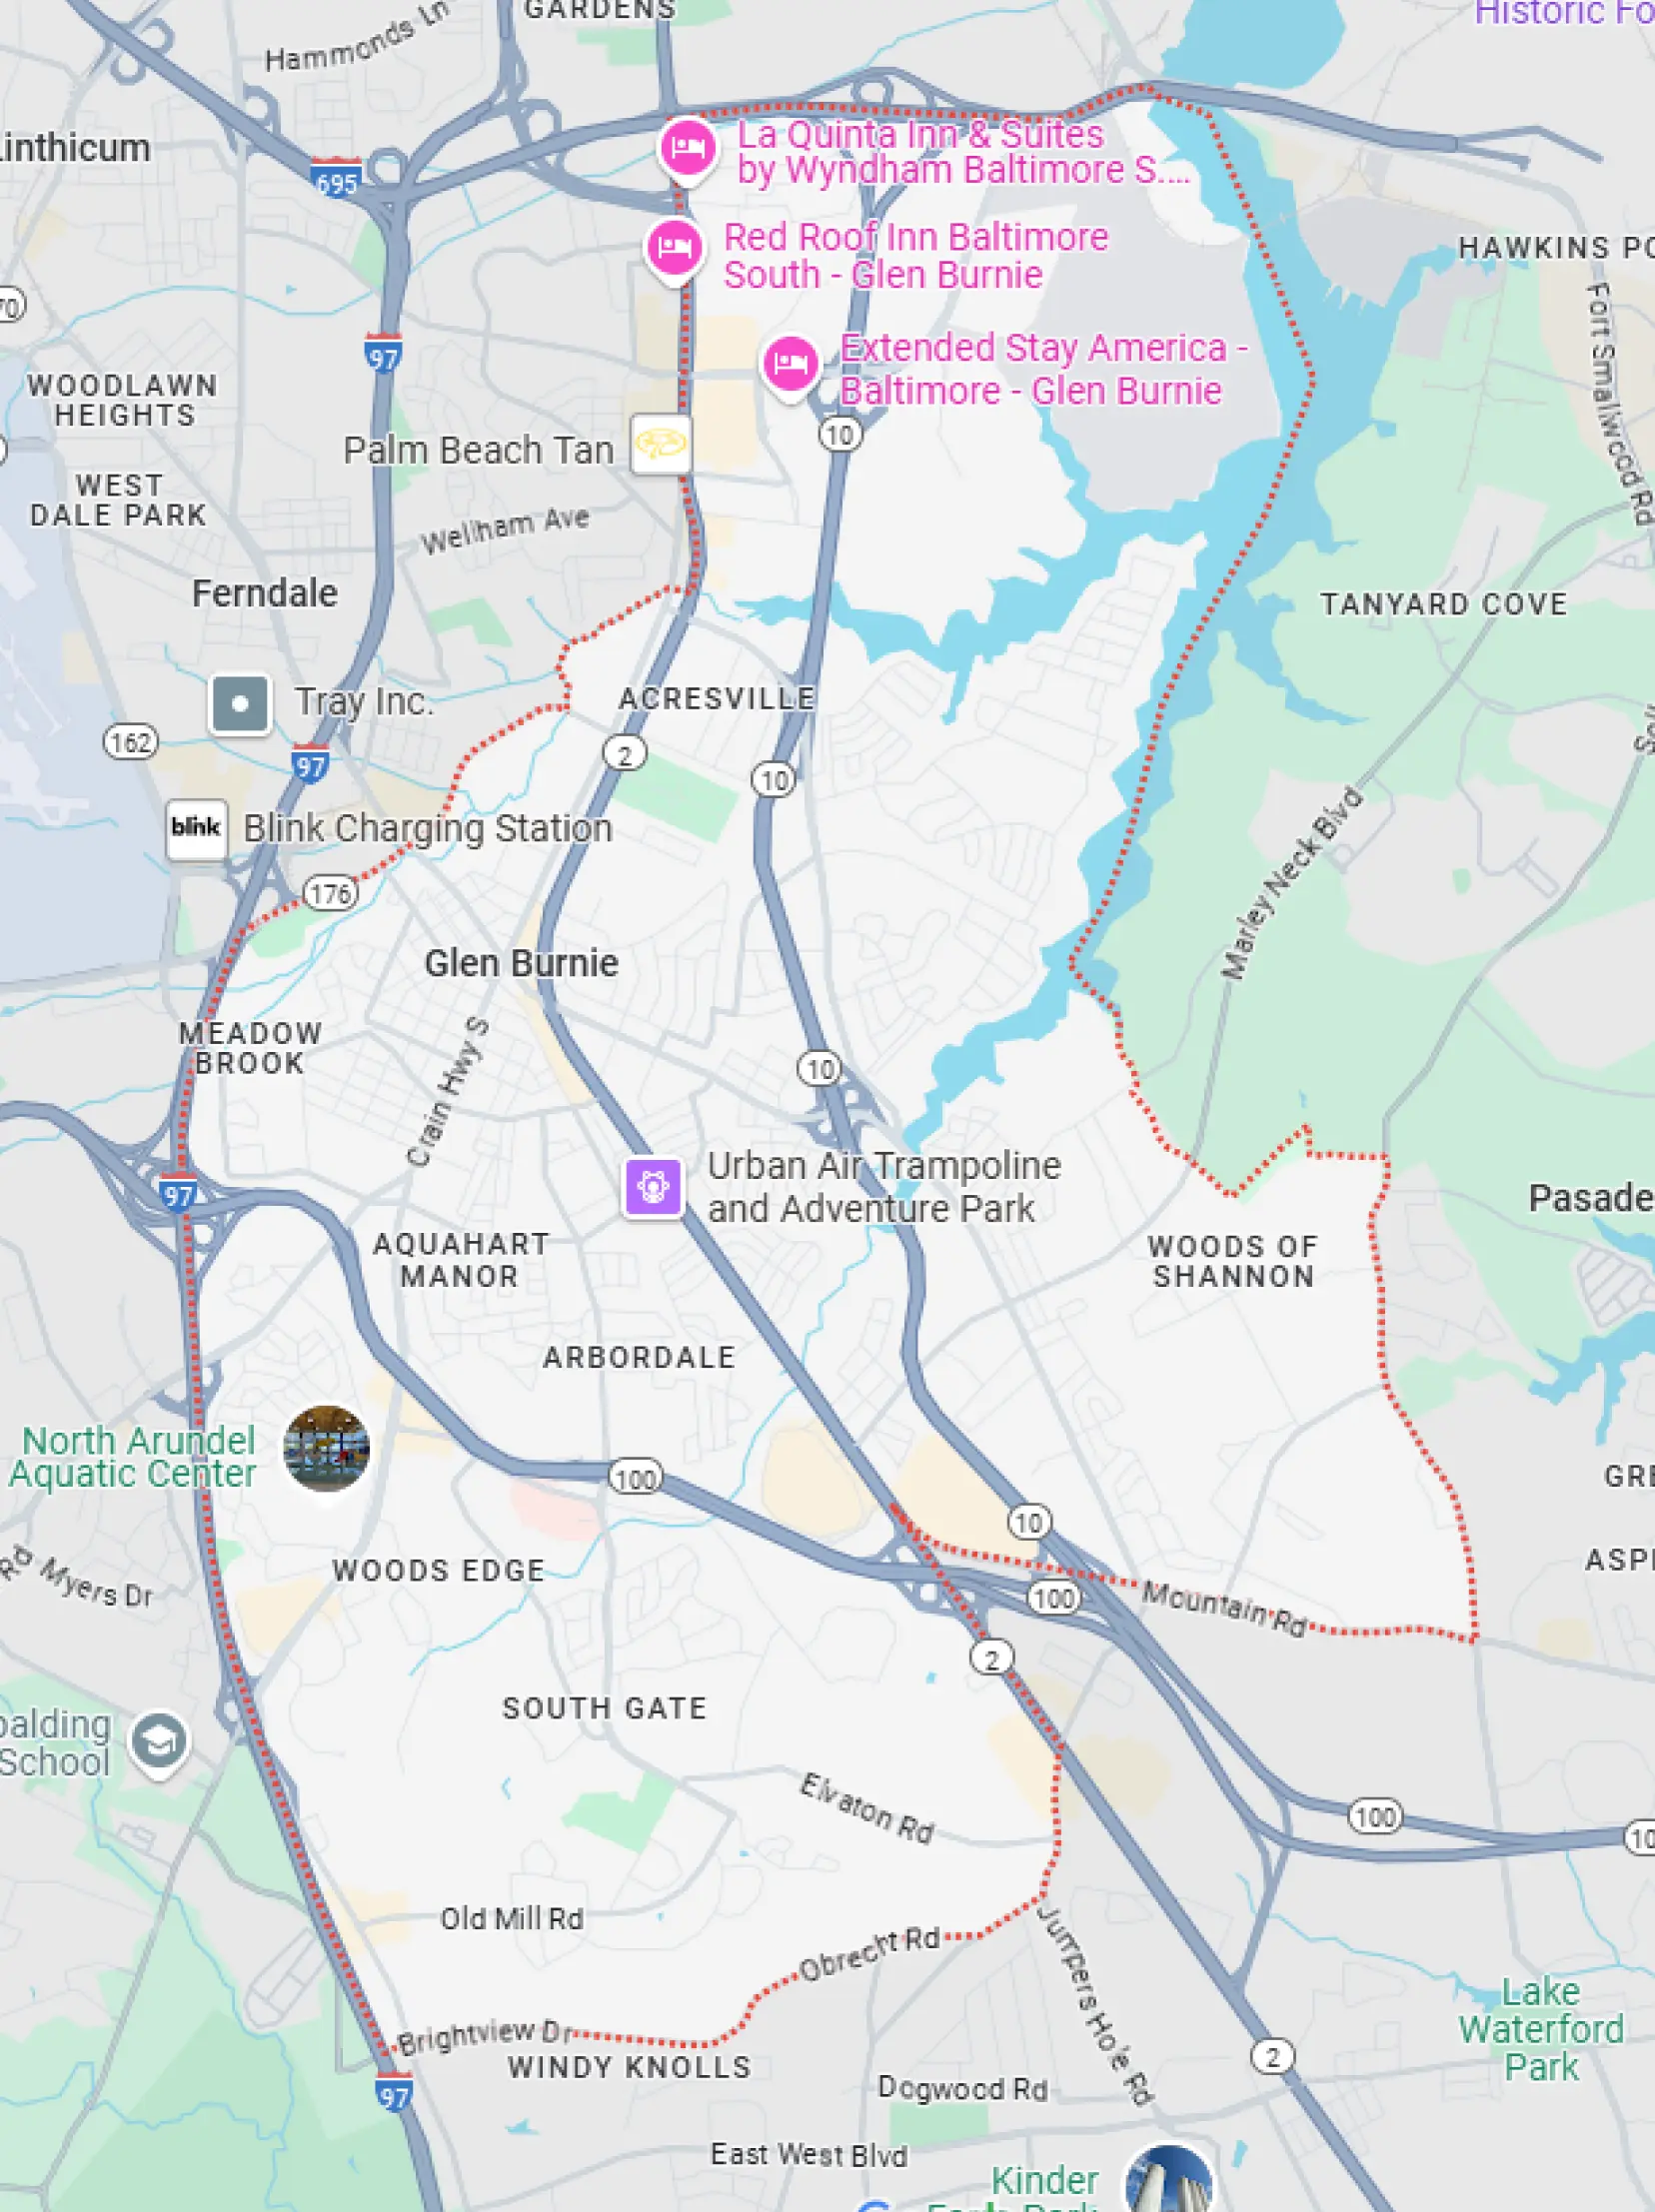 GARDENS
Historic Fo
Hammonds Ln
Linthicum
695
La Quinta Inn & Suites
by Wyndham Baltimore S....
Red Roof Inn Baltimore
South - Glen Burnie
HAWKINS PO
70
97
Extended Stay America -
Baltimore - Glen Burnie
Fort Smallwood Rd
WOODLAWN
HEIGHTS
10
Palm Beach Tan
WEST
DALE PARK
Wellham Ave
Ferndale
TANYARD COVE
Tray Inc.
ACRESVILLE
162
2
97
10
blink
Blink Charging Station
Marley Neck Blvd
176
Glen Burnie
MEADOW
BROOK
Crain Hwy S
10
97
Urban Air Trampoline
and Adventure Park
Pasade
AQUAHART
MANOR
WOODS OF
SHANNON
ARBORDALE
North Arundel
Aquatic Center
100
GRE
10
WOODS EDGE
ASPE
Rd
Myers Dr
100
Mountain Rd
2
SOUTH GATE
palding
School
Elvaton Rd
100
10
Old Mill Rd
Obrecht Rd
Jumpers Hole Rd
Brightview Dr
WINDY KNOLLS
Lake
Waterford
Park
2
97
Dogwood Rd
East West Blvd
Kinder
Farm Park